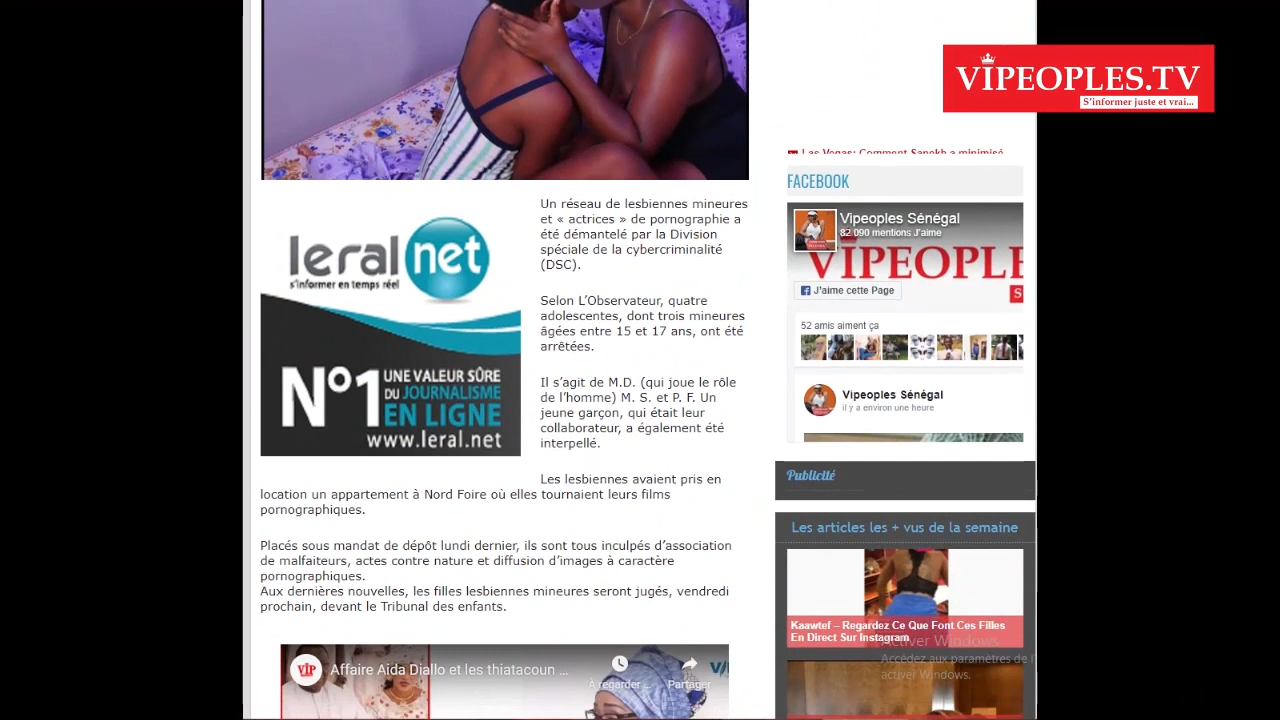 VIPEOPLES.TV
S'informer juste et vrai...
Las Vegas: Comment Sanekh a minimisé
FACEBOOK
Vipeoples Sénégal
82 090 mentions J'aime
VIPEOPLE
J'aime cette Page
52 amis aiment ça
Vipeoples Sénégal
il y a environ une heure
Publicité
Les articles les + vus de la semaine
Kaawtef – Regardez Ce Que Font Ces Filles
En Direct Sur Instagram
Activer Windows
Accédez aux paramètres de l'
activer Windows.
leral net
s'informer en temps réel
N°1 UNE VALEUR SÛRE
DU JOURNALISME
EN LIGNE
www.leral.net
Un réseau de lesbiennes mineures
et « actrices » de pornographie a
été démantelé par la Division
spéciale de la cybercriminalité
(DSC).
Selon L'Observateur, quatre
adolescentes, dont trois mineures
âgées entre 15 et 17 ans, ont été
arrêtées.
Il s'agit de M.D. (qui joue le rôle
de l'homme) M. S. et P. F. Un
jeune garçon, qui était leur
collaborateur, a également été
interpellé.
Les lesbiennes avaient pris en
location un appartement à Nord Foire où elles tournaient leurs films
pornographiques.
Placés sous mandat de dépôt lundi dernier, ils sont tous inculpés d'association
de malfaiteurs, actes contre nature et diffusion d'images à caractère
pornographiques.
Aux dernières nouvelles, les filles lesbiennes mineures seront jugés, vendredi
prochain, devant le Tribunal des enfants.
VIP
Affaire Aida Diallo et les thiatacoun ...
À regarder ...
Partager